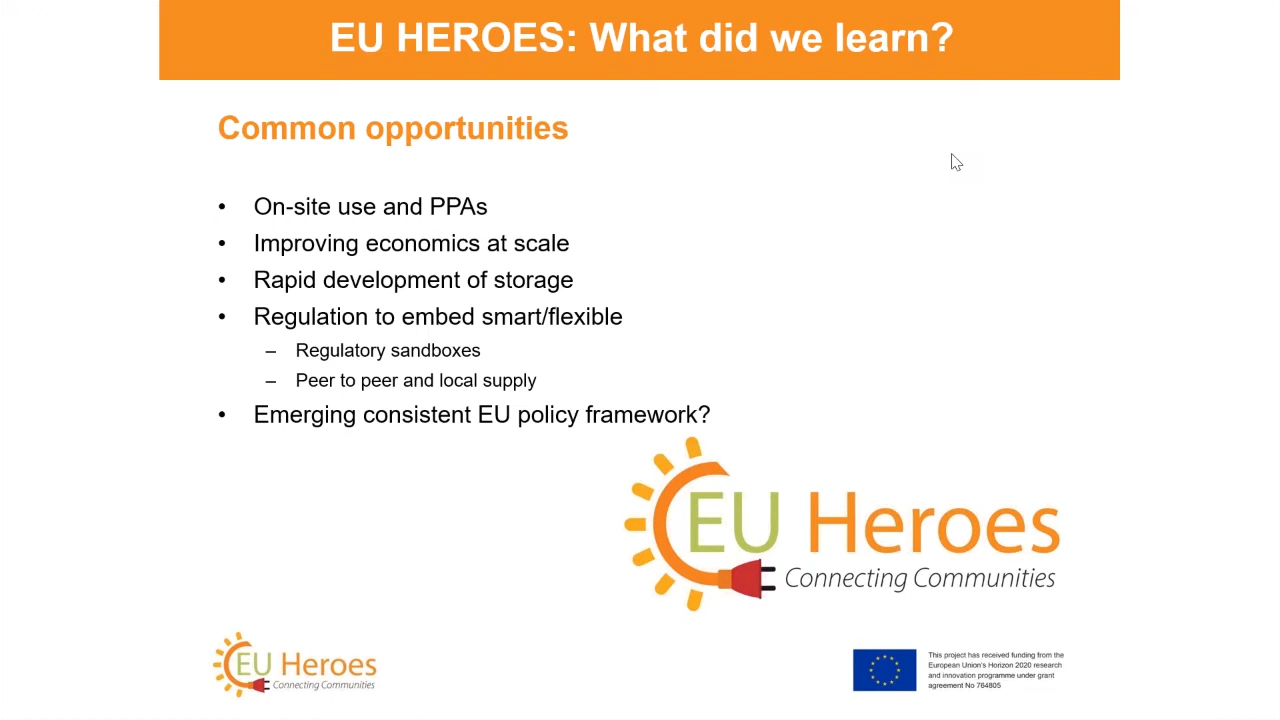 EU HEROES: What did we learn?
Common opportunities
• On-site use and PPAs
• Improving economics at scale
• Rapid development of storage
• Regulation to embed smart/flexible
– Regulatory sandboxes
– Peer to peer and local supply
• Emerging consistent EU policy framework?
EU Heroes
Connecting Communities
EU Heroes
Connecting Communities
This project has received funding from the
European Union's Horizon 2020 research
and innovation programme under grant
agreement No 764805